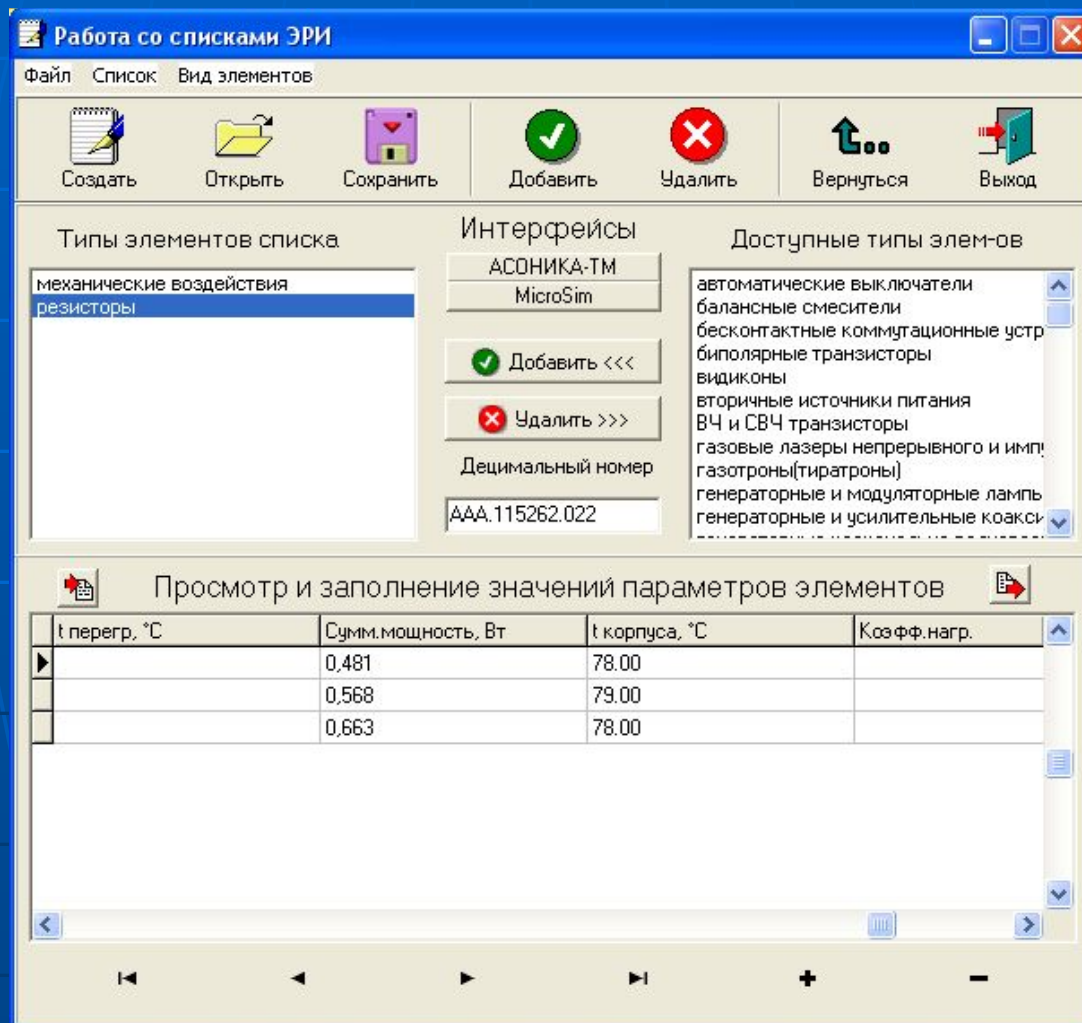 Работа со списками ЭРИ
Файл Список Вид элементов
Создать Открыть Сохранить Добавить Удалить Вернуться Выход
Типы элементов списка
механические воздействия
резисторы
Интерфейсы
АСОНИКА-ТМ
MicroSim
Добавить <<<
Удалить >>>
Децимальный номер
ААА.115262.022
Доступные типы элем-ов
автоматические выключатели
балансные смесители
бесконтактные коммутационные устр
биполярные транзисторы
видиконы
вторичные источники питания
ВЧ и СВЧ транзисторы
газовые лазеры непрерывного и имп
газотроны(тиратроны)
генераторные и модуляторные лампы
генераторные и усилительные коакси
Просмотр и заполнение значений параметров элементов
t перегр, °C Сумм.мощность, Вт t корпуса, °C Коэфф.нагр.
0,481 78.00
0,568 79.00
0,663 78.00